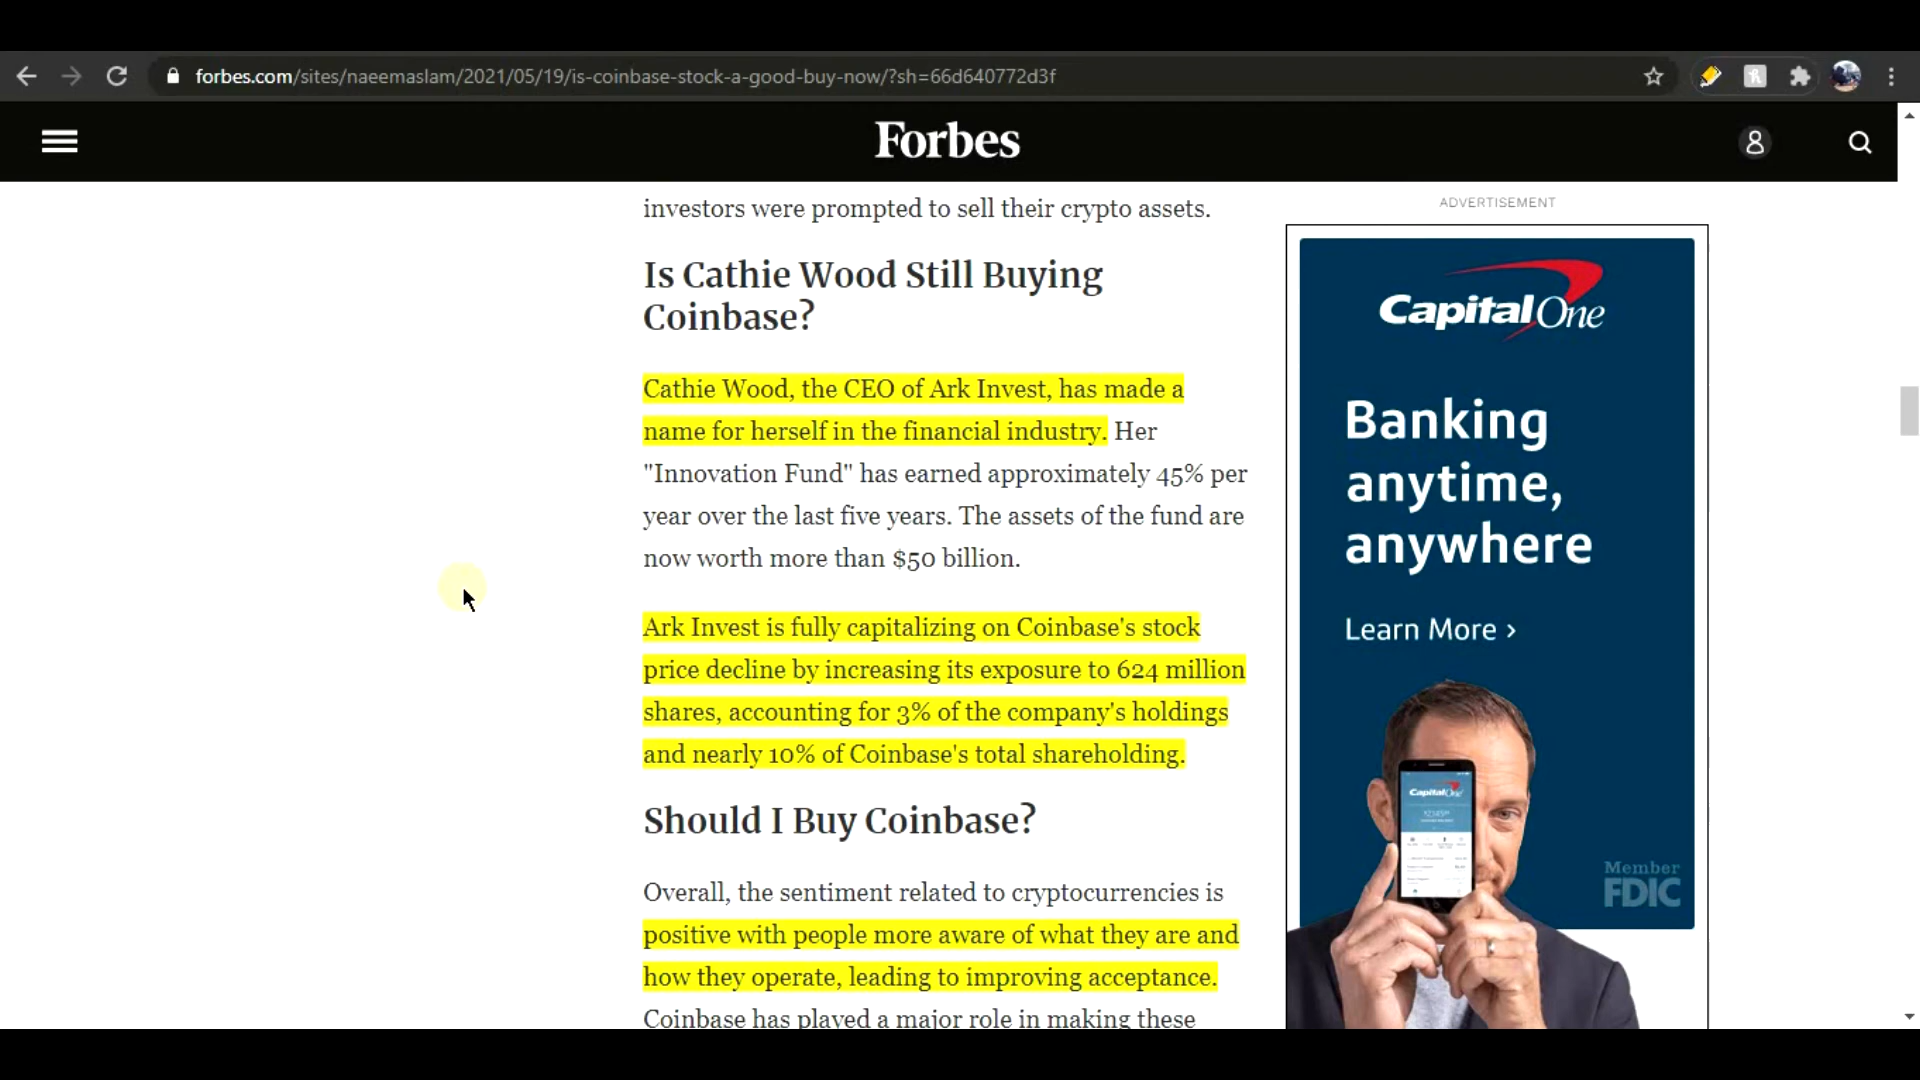 forbes.com/sites/naeemaslam/2021/05/19/is-coinbase-stock-a-good-buy-now/?sh=66d640772d3f
Forbes
investors were prompted to sell their crypto assets.
Is Cathie Wood Still Buying
Coinbase?
Cathie Wood, the CEO of Ark Invest, has made a
name for herself in the financial industry. Her
"Innovation Fund" has earned approximately 45% per
year over the last five years. The assets of the fund are
now worth more than $50 billion.
Ark Invest is fully capitalizing on Coinbase's stock
price decline by increasing its exposure to 624 million
shares, accounting for 3% of the company's holdings
and nearly 10% of Coinbase's total shareholding.
Should I Buy Coinbase?
Overall, the sentiment related to cryptocurrencies is
positive with people more aware of what they are and
how they operate, leading to improving acceptance.
Coinbase has played a major role in making these
ADVERTISEMENT
Capital One
Banking
anytime,
anywhere
Learn More ›
Capital One
Member
FDIC